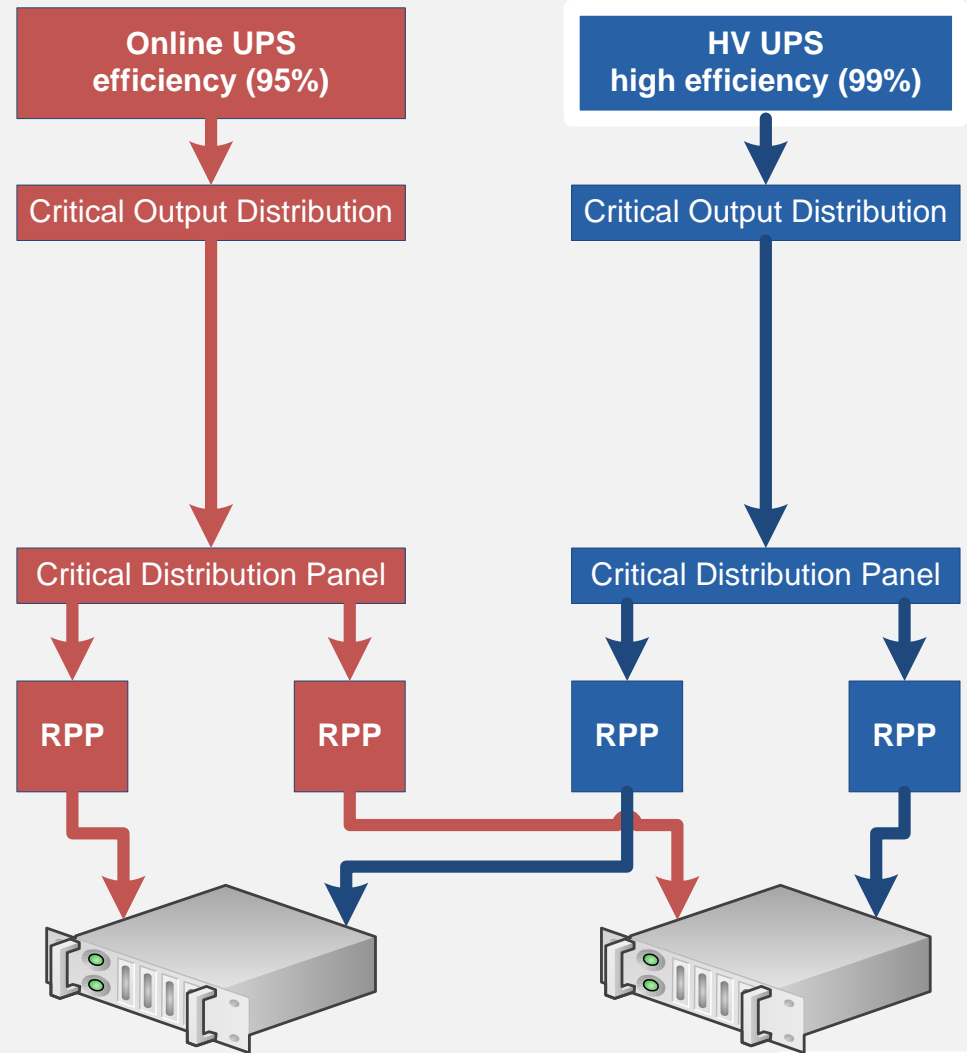 Online UPS
efficiency (95%)
HV UPS
high efficiency (99%)
Critical Output Distribution
Critical Output Distribution
Critical Distribution Panel
Critical Distribution Panel
RPP
RPP
RPP
RPP